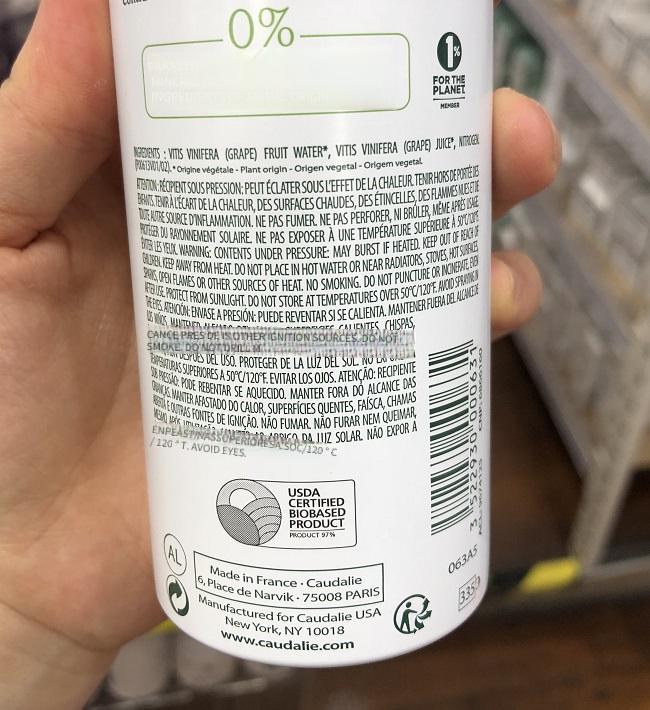 0%
1%
FOR THE
PLANET
MEMBER
INGREDIENTS : VITIS VINIFERA (GRAPE) FRUIT WATER*, VITIS VINIFERA (GRAPE) JUICE*, NITROGEN
*Origine végétale - Plant origin - Origen vegetal - Origem vegetal.
ATTENTION: RÉCIPIENT SOUS PRESSION: PEUT ÉCLATER SOUS L'EFFET DE LA CHALEUR. TENIR HORS DE PORTÉE DES
ENFANTS. TENIR À L'ÉCART DE LA CHALEUR, DES SURFACES CHAUDES, DES ÉTINCELLES, DES FLAMMES NUES ET DE
TOUTE AUTRE SOURCE D'INFLAMMATION. NE PAS FUMER. NE PAS PERFORER, NI BRÛLER, MÊME APRÈS USAGE.
PROTÉGER DU RAYONNEMENT SOLAIRE. NE PAS EXPOSER À UNE TEMPÉRATURE SUPÉRIEURE À 50°C/120°F.
ÉVITER LES YEUX. WARNING: CONTENTS UNDER PRESSURE: MAY BURST IF HEATED. KEEP OUT OF REACH OF
CHILDREN. KEEP AWAY FROM HEAT. DO NOT PLACE IN HOT WATER OR NEAR RADIATORS, STOVES, HOT SURFACES,
SPARKS, OPEN FLAMES OR OTHER SOURCES OF HEAT. NO SMOKING. DO NOT PUNCTURE OR INCINERATE, EVEN
AFTER USE. PROTECT FROM SUNLIGHT. DO NOT STORE AT TEMPERATURES OVER 50°C/120°F. AVOID SPRAYING IN
THE EYES. ATENCIÓN: ENVASE A PRESIÓN: PUEDE REVENTAR SI SE CALIENTA. MANTENER FUERA DEL ALCANCE DE
LOS NIÑOS. CALIENTES, CHISPAS,
OTHER IGNITION SOURCES. DO NOT
SMOKE. DO NOT
DESPUÉS DEL USO. PROTEGER DE LA LUZ DEL SOL. NO
TEMPERATURAS SUPERIORES A 50°C/120°F. EVITAR LOS OJOS. ATENÇÃO: RECIPIENTE
SOB PRESSÃO: PODE REBENTAR SE AQUECIDO. MANTER FORA DO ALCANCE DAS
CRIANÇAS. MANTER AFASTADO DO CALOR, SUPERFÍCIES QUENTES, FAÍSCA, CHAMAS
ABERTA E OUTRAS FONTES DE IGNIÇÃO. NÃO FUMAR. NÃO FURAR NEM QUEIMAR,
MESMO APÓS DA LUZ SOLAR. NÃO EXPOR A
/120°C
/ 120°T. AVOID EYES.
USDA
CERTIFIED
BIOBASED
PRODUCT
PRODUCT 97%
3 522930 000631
AL
063A5
Made in France · Caudalie
6, Place de Narvik · 75008 PARIS
Manufactured for Caudalie USA
New York, NY 10018
www.caudalie.com